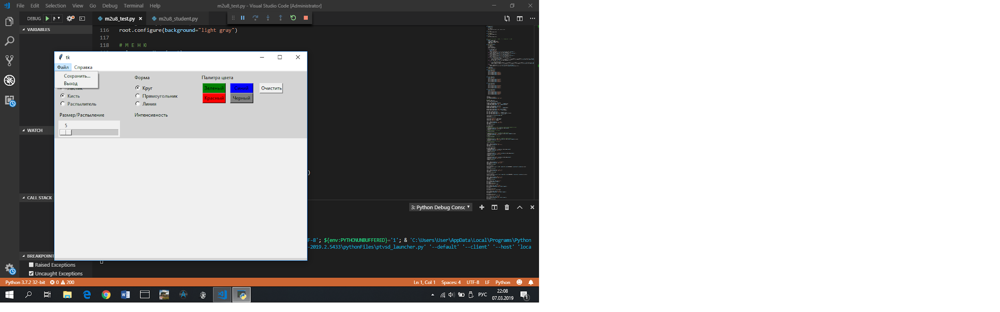 File Edit Selection View Go Debug Terminal Help
m2u8_test.py - Visual Studio Code [Administrator]
DEBUG
m2u8_test.py
m2u8_student.py
VARIABLES
116 root.configure(background="light gray")
117
118 # М Е Н Ю
tk
Файл Справка
Сохранить...
Выход
Форма
Палитра цвета
Ластик
Круг
Зеленый
Синий
Очистить
Кисть
Прямоугольник
Красный
Черный
Распылитель
Линия
Размер/Распыление
Интенсивность
5
WATCH
)
CALL STACK
3: Python Debug Consc
F-8'; ${env:PYTHONUNBUFFERED}='1'; & 'C:\Users\User\AppData\Local\Programs\Python
-2019.2.5433\pythonFiles\ptvsd_launcher.py' '--default' '--client' '--host' 'loca
BREAKPOINT
Raised Exceptions
Uncaught Exceptions
Python 3.7.2 32-bit 0 200
Ln 1, Col 1 Spaces: 4 UTF-8 LF Python
РУС
22:08
07.03.2019
1